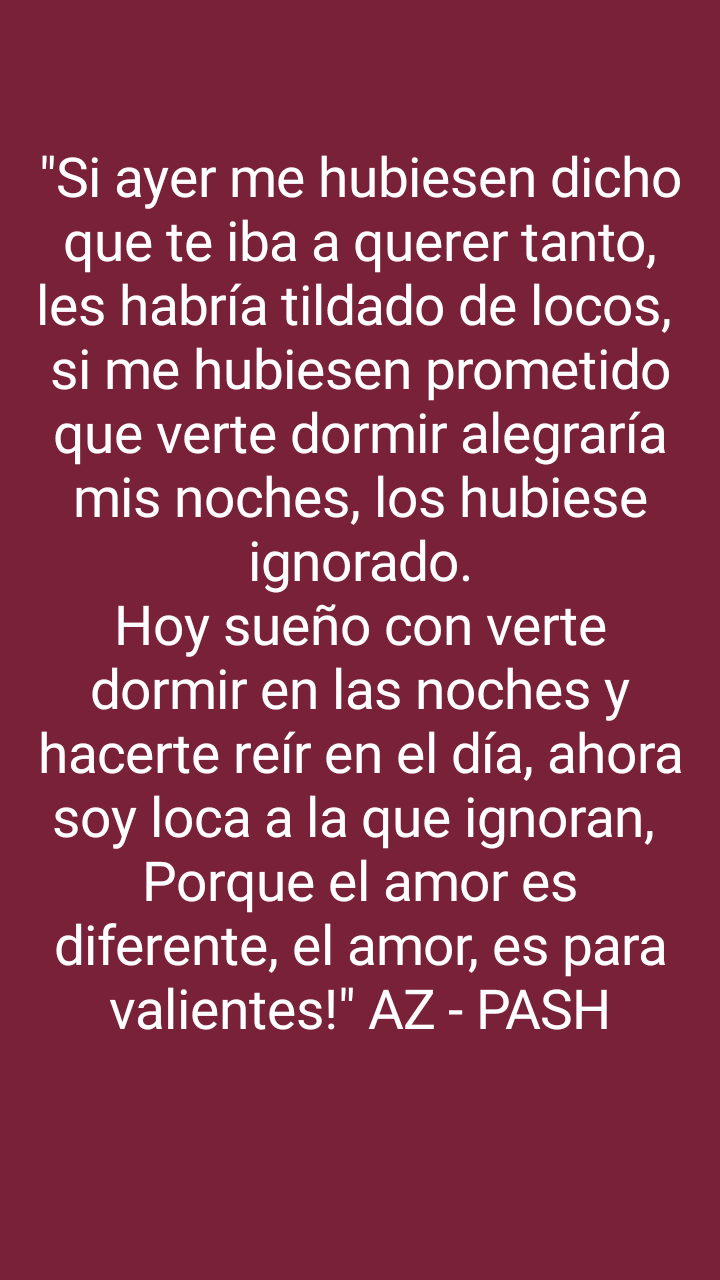 "Si ayer me hubiesen dicho
que te iba a querer tanto,
les habría tildado de locos,
si me hubiesen prometido
que verte dormir alegraría
mis noches, los hubiese
ignorado.
Hoy sueño con verte
dormir en las noches y
hacerte reír en el día, ahora
soy loca a la que ignoran,
Porque el amor es
diferente, el amor, es para
valientes!" AZ - PASH